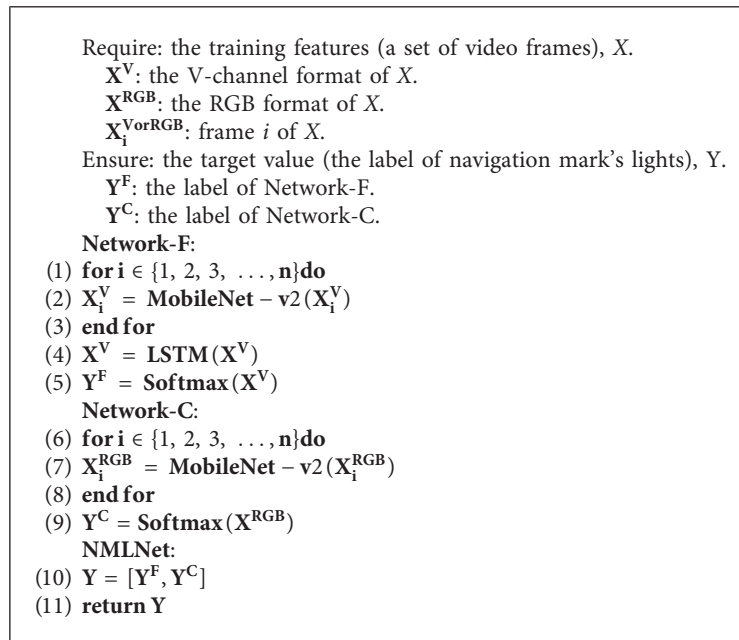 Require: the training features (a set of video frames), X.
X^V: the V-channel format of X.
X^RGB: the RGB format of X.
X_i^VorRGB: frame i of X.
Ensure: the target value (the label of navigation mark's lights), Y.
Y^F: the label of Network-F.
Y^C: the label of Network-C.
Network-F:
(1) for i ∈ {1, 2, 3, ..., n}do
(2) X_i^V = MobileNet – v2(X_i^V)
(3) end for
(4) X^V = LSTM(X^V)
(5) Y^F = Softmax(X^V)
Network-C:
(6) for i ∈ {1, 2, 3, ..., n}do
(7) X_i^RGB = MobileNet – v2(X_i^RGB)
(8) end for
(9) Y^C = Softmax(X^RGB)
NMLNet:
(10) Y = [Y^F, Y^C]
(11) return Y